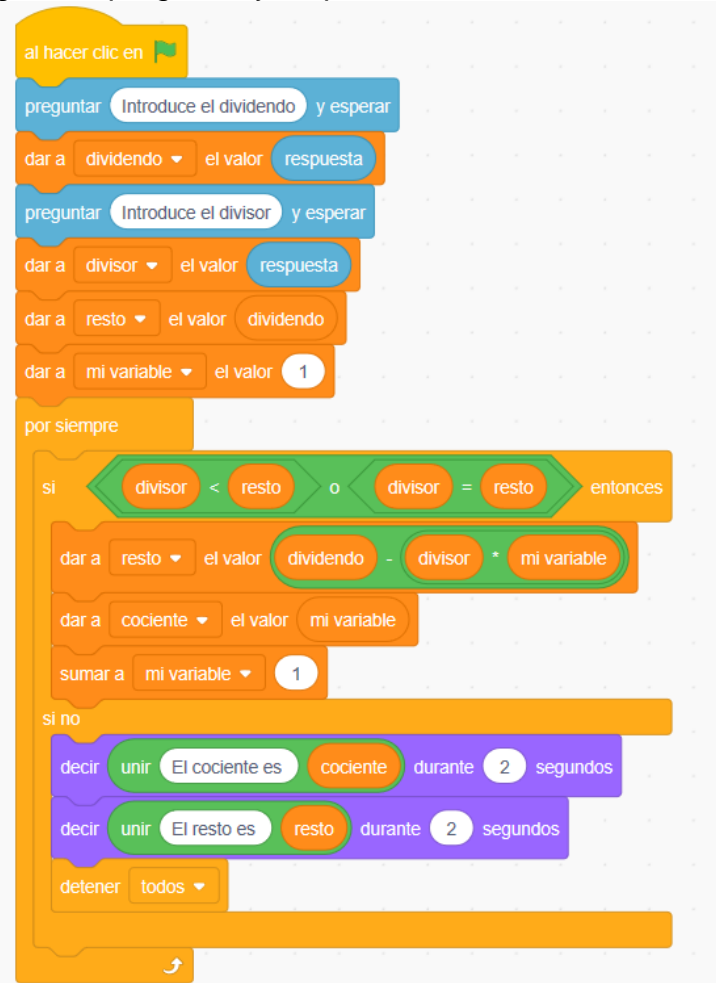 al hacer clic en
preguntar Introduce el dividendo y esperar
dar a dividendo el valor respuesta
preguntar Introduce el divisor y esperar
dar a divisor el valor respuesta
dar a resto el valor dividendo
dar a mi variable el valor 1
por siempre
si divisor < resto o divisor = resto entonces
dar a resto el valor dividendo - divisor * mi variable
dar a cociente el valor mi variable
sumar a mi variable 1
si no
decir unir El cociente es cociente durante 2 segundos
decir unir El resto es resto durante 2 segundos
detener todos